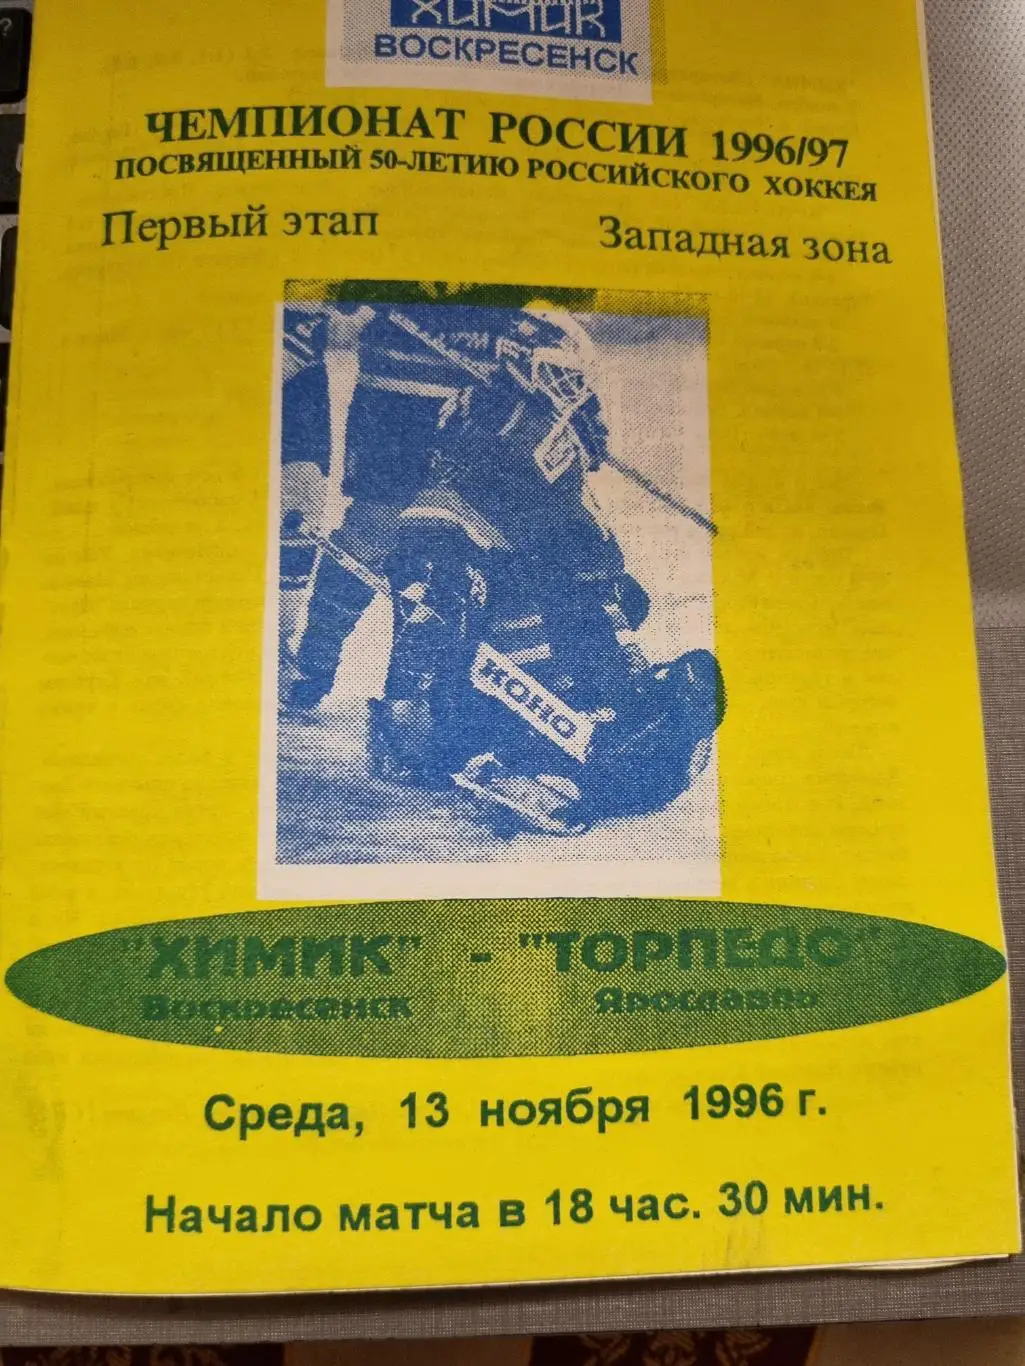 ХИМИК
ВОСКРЕСЕНСК
ЧЕМПИОНАТ РОССИИ 1996/97
ПОСВЯЩЕННЫЙ 50-ЛЕТИЮ РОССИЙСКОГО ХОККЕЯ
Первый этап Западная зона
KOHO
"ХИМИК" - "ТОРПЕДО"
Воскресенск Ярославль
Среда, 13 ноября 1996 г.
Начало матча в 18 час. 30 мин.